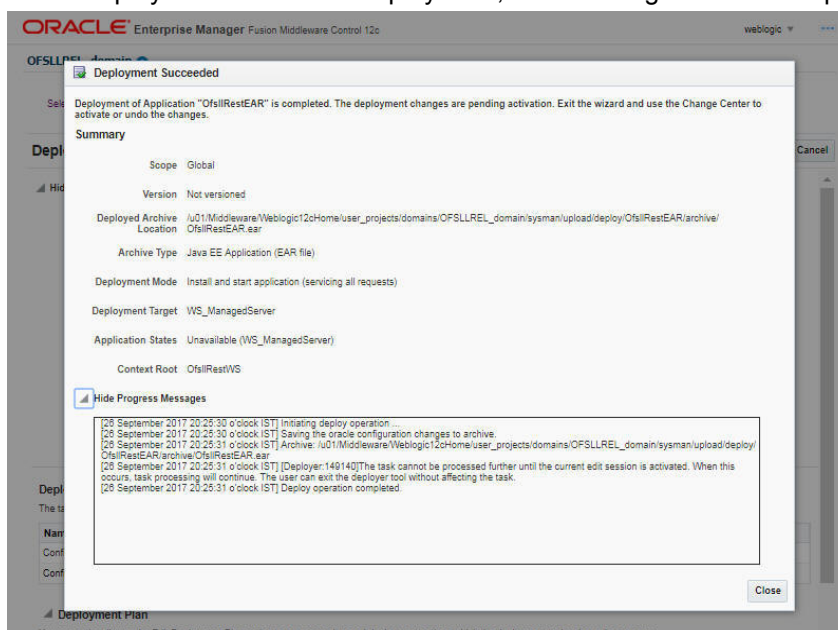 ORACLE Enterprise Manager Fusion Middleware Control 12c
weblogic
Deployment Succeeded
Deployment of Application "OfsllRestEAR" is completed. The deployment changes are pending activation. Exit the wizard and use the Change Center to
activate or undo the changes.
Summary
Cancel
Scope Global
Version Not versioned
Deployed Archive Location /u01/Middleware/Weblogic12cHome/user_projects/domains/OFSLLREL_domain/sysman/upload/deploy/OfsllRestEAR/archive/
OfsllRestEAR.ear
Archive Type Java EE Application (EAR file)
Deployment Mode Install and start application (servicing all requests)
Deployment Target WS_ManagedServer
Application States Unavailable (WS_ManagedServer)
Context Root OfsllRestWS
Hide Progress Messages
[26 September 2017 20:25:30 o'clock IST] Initiating deploy operation ...
[26 September 2017 20:25:30 o'clock IST] Saving the oracle configuration changes to archive.
[26 September 2017 20:25:31 o'clock IST] Archive: /u01/Middleware/Weblogic12cHome/user_projects/domains/OFSLLREL_domain/sysman/upload/deploy/
OfsllRestEAR/archive/OfsllRestEAR.ear
[26 September 2017 20:25:31 o'clock IST] [Deployer:149140]The task cannot be processed further until the current edit session is activated. When this
occurs, task processing will continue. The user can exit the deployer tool without affecting the task.
[26 September 2017 20:25:31 o'clock IST] Deploy operation completed.
Close
Deployment Plan